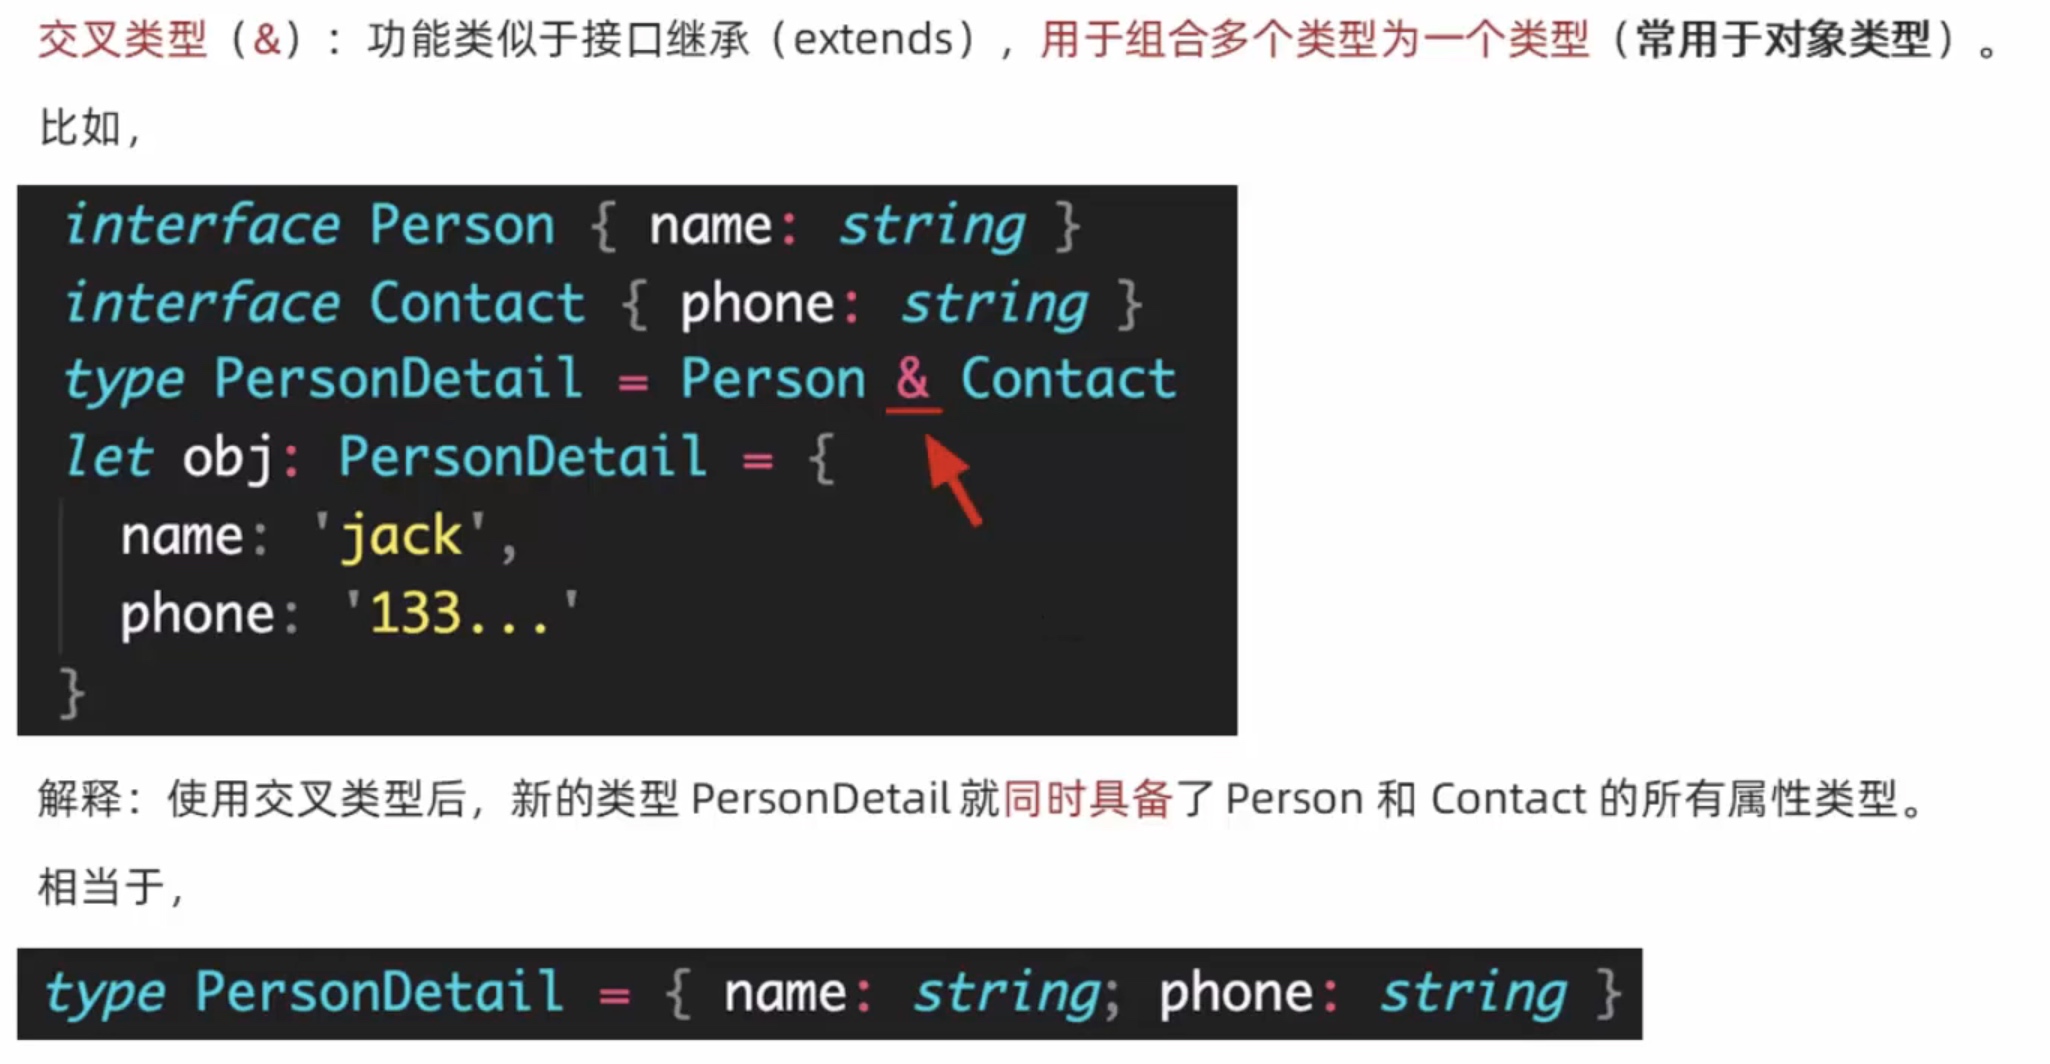 交叉类型（&）：功能类似于接口继承（extends），用于组合多个类型为一个类型（常用于对象类型）。
比如，
interface Person { name: string }
interface Contact { phone: string }
type PersonDetail = Person & Contact
let obj: PersonDetail = {
  name: 'jack',
  phone: '133...'
}
解释：使用交叉类型后，新的类型 PersonDetail 就同时具备了 Person 和 Contact 的所有属性类型。
相当于，
type PersonDetail = { name: string; phone: string }